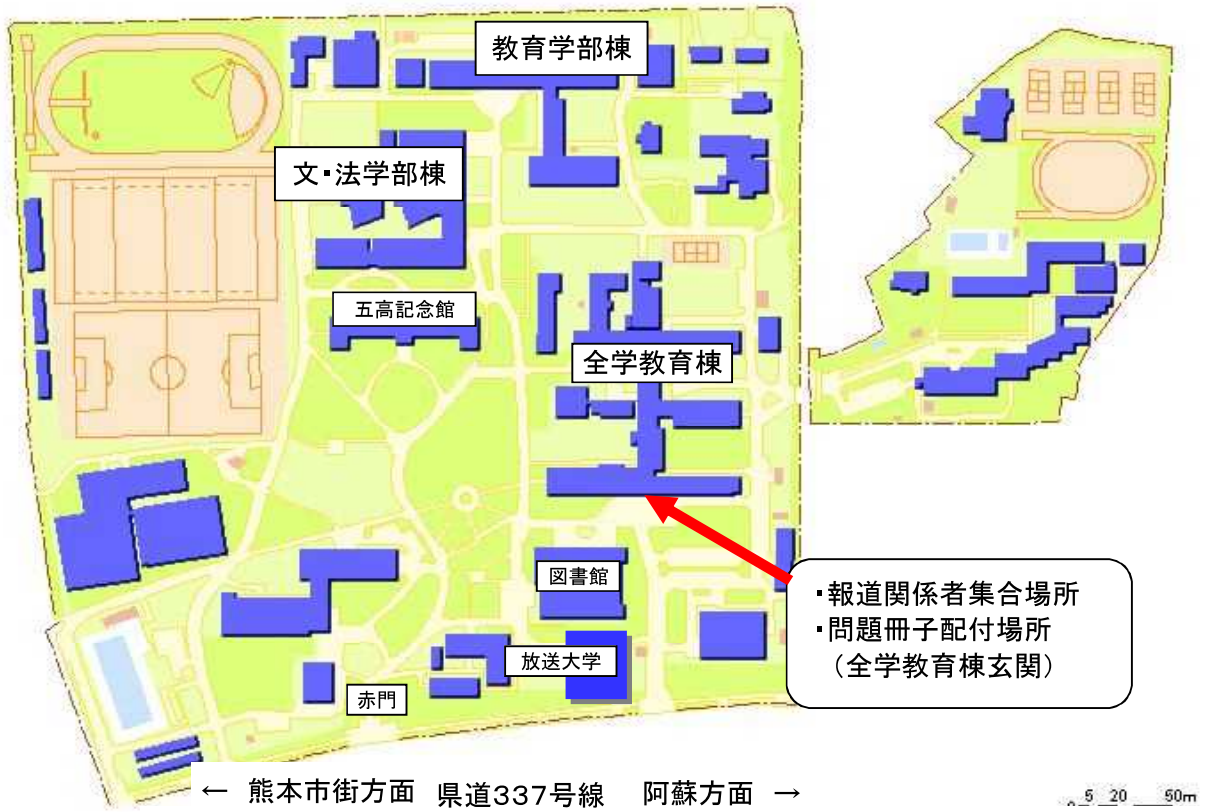 教育学部棟
文・法学部棟
五高記念館
全学教育棟
図書館
・報道関係者集合場所
・問題冊子配付場所
（全学教育棟玄関）
放送大学
赤門
← 熊本市街方面 県道337号線 阿蘇方面 →
0 5 20 50m